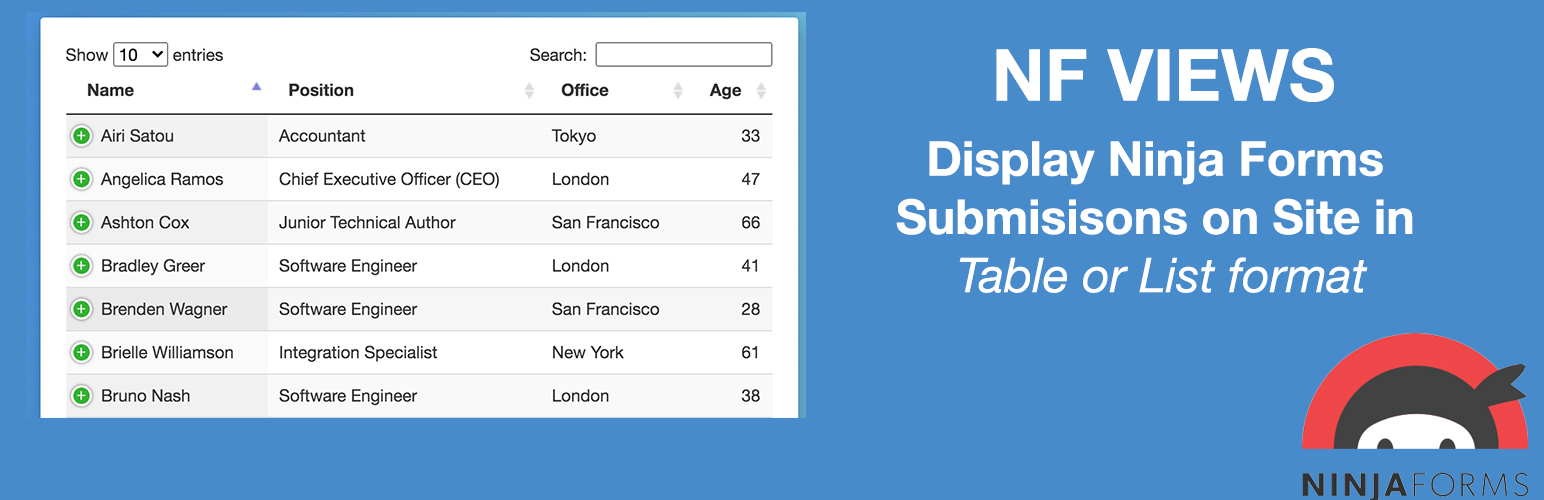 Show 10 entries Search:
Name Position Office Age
Airi Satou Accountant Tokyo 33
Angelica Ramos Chief Executive Officer (CEO) London 47
Ashton Cox Junior Technical Author San Francisco 66
Bradley Greer Software Engineer London 41
Brenden Wagner Software Engineer San Francisco 28
Brielle Williamson Integration Specialist New York 61
Bruno Nash Software Engineer London 38
NF VIEWS
Display Ninja Forms
Submisisons on Site in
Table or List format
NINJAFORMS